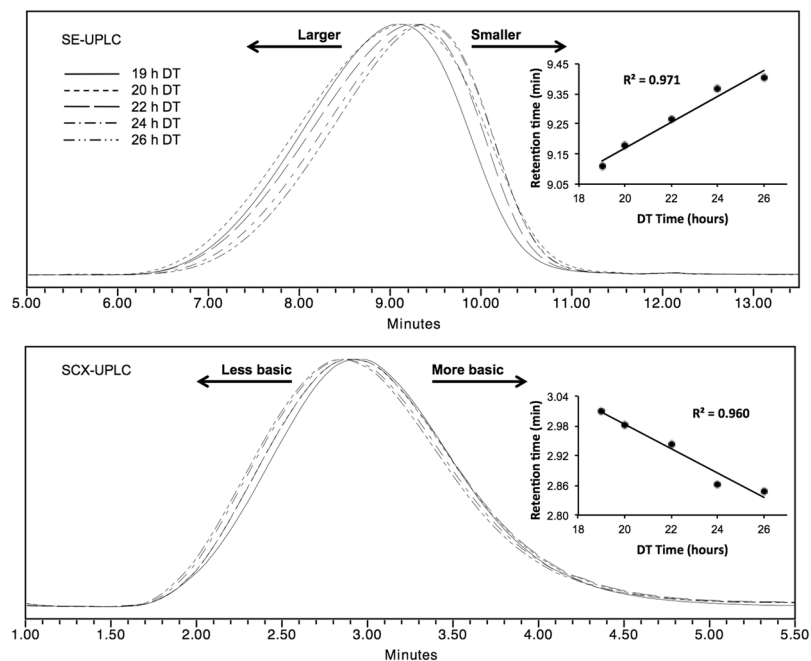 SE-UPLC
19 h DT
20 h DT
22 h DT
24 h DT
26 h DT
Larger
Smaller
R² = 0.971
Retention time (min)
9.45
9.35
9.25
9.15
9.05
18 20 22 24 26
DT Time (hours)
5.00 6.00 7.00 8.00 9.00 10.00 11.00 12.00 13.00
Minutes
SCX-UPLC
Less basic
More basic
R² = 0.960
Retention time (min)
3.04
2.98
2.92
2.86
2.80
18 20 22 24 26
DT Time (hours)
1.00 1.50 2.00 2.50 3.00 3.50 4.00 4.50 5.00 5.50
Minutes